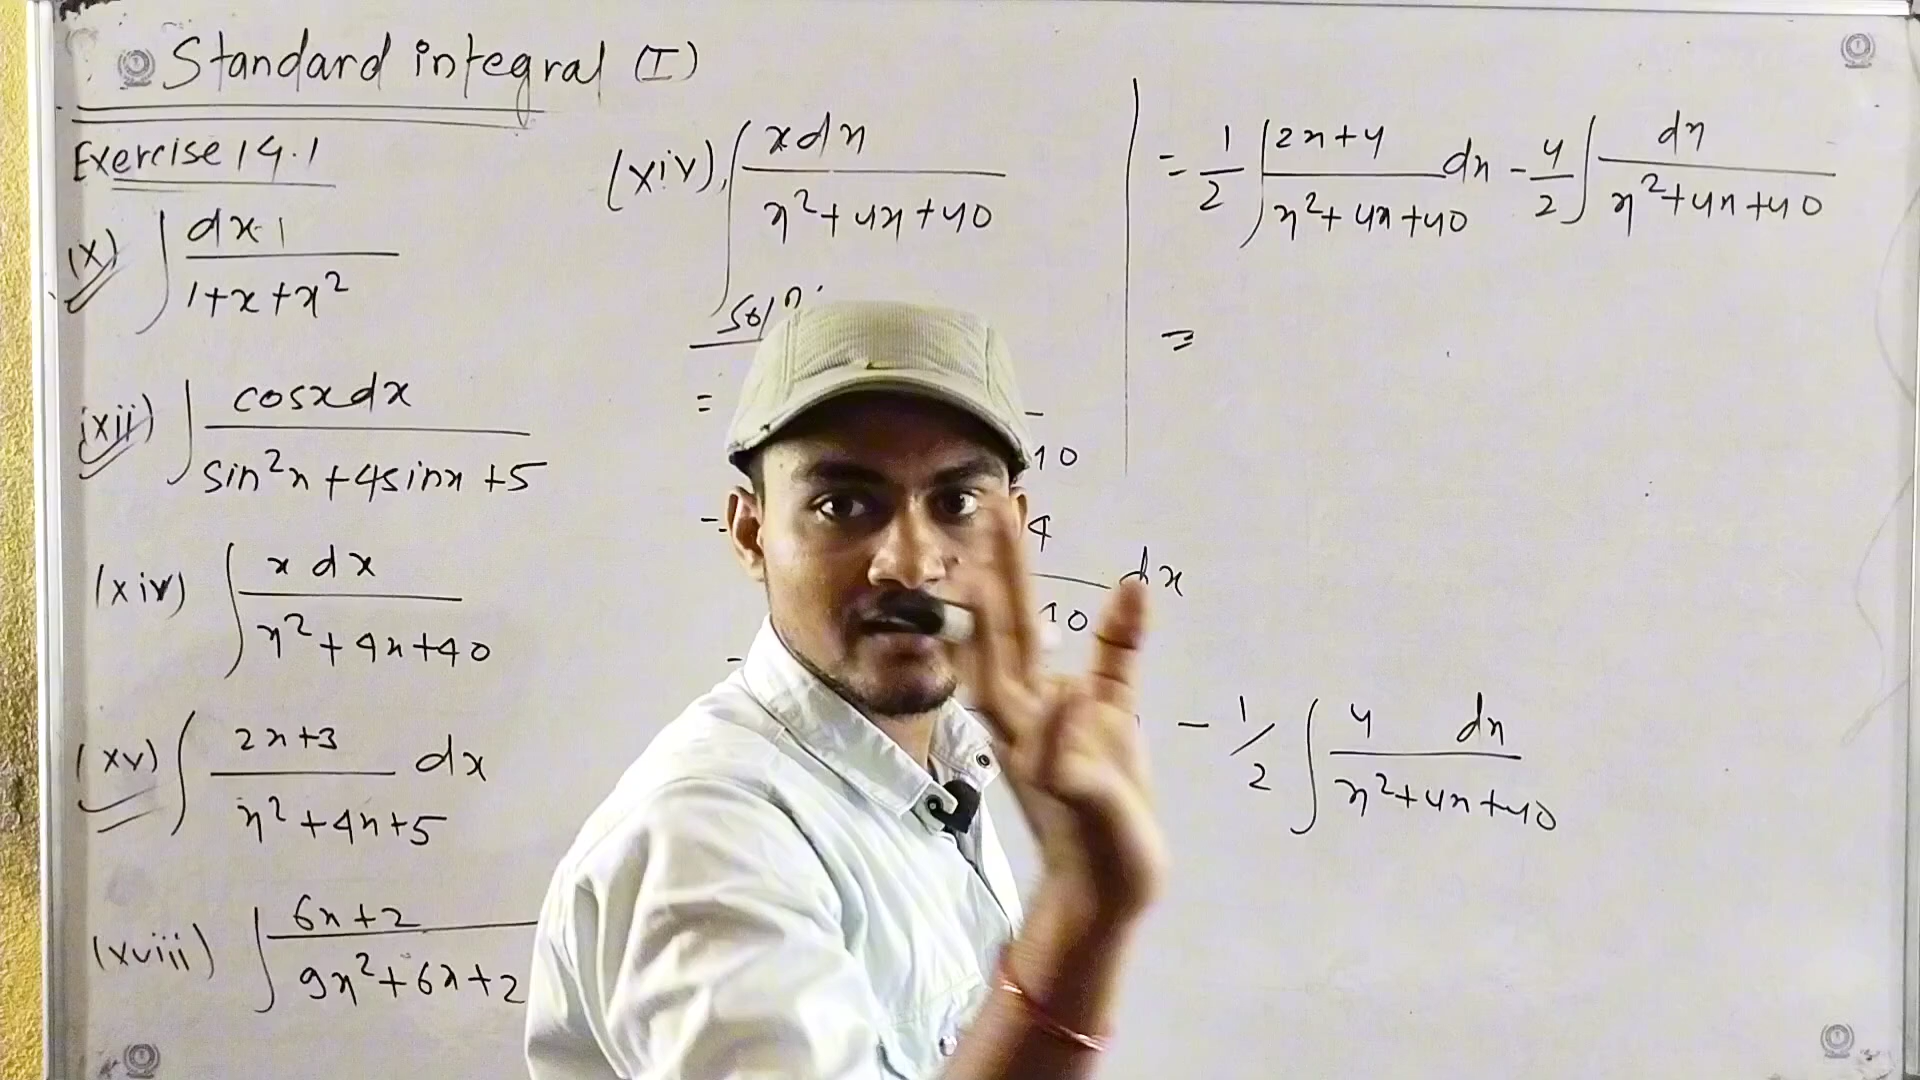 Standard integral (I)
Exercise 14.1
(x) ∫ dx·1 / 1+x+x²
(xii) ∫ cosx dx / sin²x+4sinx+5
(xiv) ∫ x dx / x²+4x+40
(xv) ∫ 2x+3 / x²+4x+5 dx
(xviii) ∫ 6x+2 / 9x²+6x+2
(xiv), ∫ x dx / x²+4x+40
Solⁿ.
=
10
=
4
dx
10
- 1/2 ∫ 4 dx / x²+4x+40
= 1/2 ∫ 2x+4 / x²+4x+40 dx - 4/2 ∫ dx / x²+4x+40
=